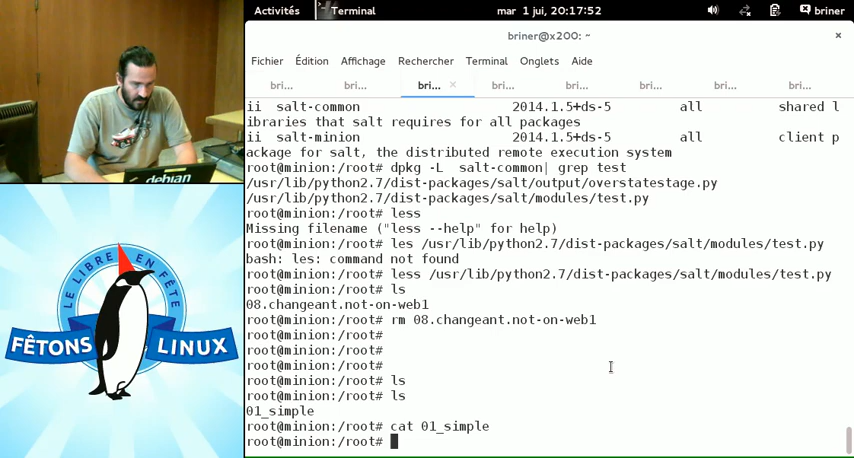 Activités
Terminal
mar 1 jui, 20:17:52
briner
briner@x200: ~
×
Fichier Édition Affichage Rechercher Terminal Onglets Aide
bri... bri... bri... × bri... bri... bri... bri... bri...
ii salt-common 2014.1.5+ds-5 all shared l
ibraries that salt requires for all packages
ii salt-minion 2014.1.5+ds-5 all client p
ackage for salt, the distributed remote execution system
root@minion:/root# dpkg -L salt-common| grep test
/usr/lib/python2.7/dist-packages/salt/output/overstatestage.py
/usr/lib/python2.7/dist-packages/salt/modules/test.py
root@minion:/root# less
Missing filename ("less --help" for help)
root@minion:/root# les /usr/lib/python2.7/dist-packages/salt/modules/test.py
bash: les: command not found
root@minion:/root# less /usr/lib/python2.7/dist-packages/salt/modules/test.py
root@minion:/root# ls
08.changeant.not-on-web1
root@minion:/root# rm 08.changeant.not-on-web1
root@minion:/root#
root@minion:/root#
root@minion:/root#
root@minion:/root# ls
root@minion:/root# ls
01_simple
root@minion:/root# cat 01_simple
root@minion:/root#
debian
LE LIBRE EN FÊTE
FÊTONS LINUX